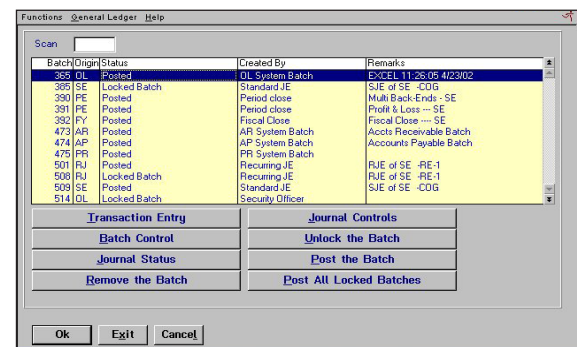 Functions General Ledger Help
Scan
Batch Origin Status Created By Remarks
365 OL Posted OL System Batch EXCEL 11:26:05 4/23/02
385 SE Locked Batch Standard JE SJE of SE -COG
390 PE Posted Period close Multi Back-Ends - SE
391 PE Posted Period close Profit & Loss --- SE
392 FY Posted Fiscal Close Fiscal Close ---- SE
473 AR Posted AR System Batch Accts Receivable Batch
474 AP Posted AP System Batch Accounts Payable Batch
475 PR Posted PR System Batch
501 RJ Posted Recurring JE RJE of SE -RE-1
508 RJ Locked Batch Recurring JE RJE of SE -RE-1
509 SE Posted Standard JE SJE of SE -COG
514 OL Locked Batch Security Officer
Transaction Entry Journal Controls
Batch Control Unlock the Batch
Journal Status Post the Batch
Remove the Batch Post All Locked Batches
Ok Exit Cancel